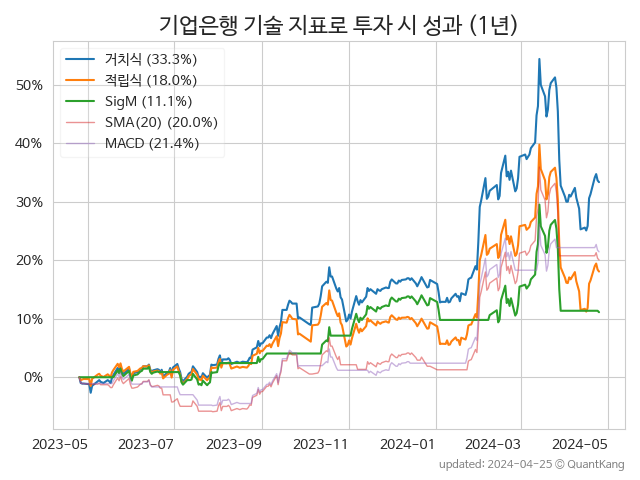 기업은행 기술 지표로 투자 시 성과 (1년)
거치식 (33.3%)
적립식 (18.0%)
SigM (11.1%)
SMA(20) (20.0%)
MACD (21.4%)
50%
40%
30%
20%
10%
0%
2023-05 2023-07 2023-09 2023-11 2024-01 2024-03 2024-05
updated: 2024-04-25 © QuantKang